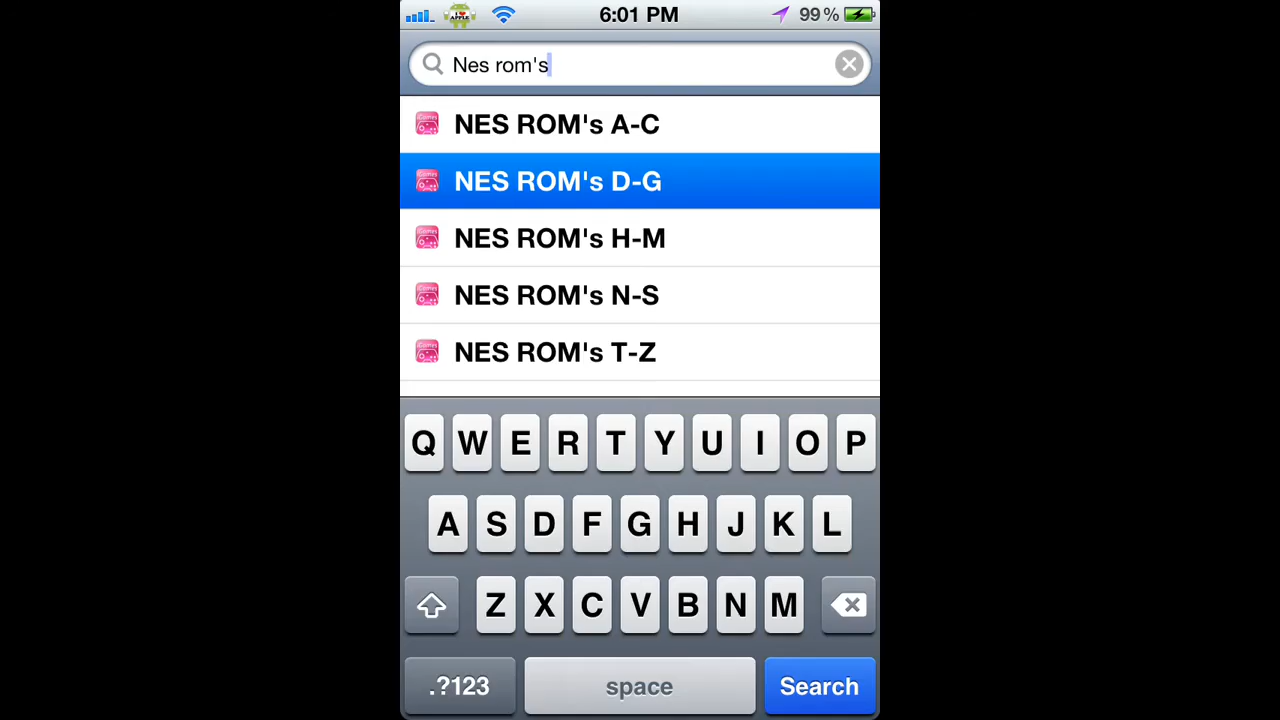 6:01 PM 99%
Nes rom's
NES ROM's A-C
NES ROM's D-G
NES ROM's H-M
NES ROM's N-S
NES ROM's T-Z
Q W E R T Y U I O P
A S D F G H J K L
Z X C V B N M
.?123 space Search